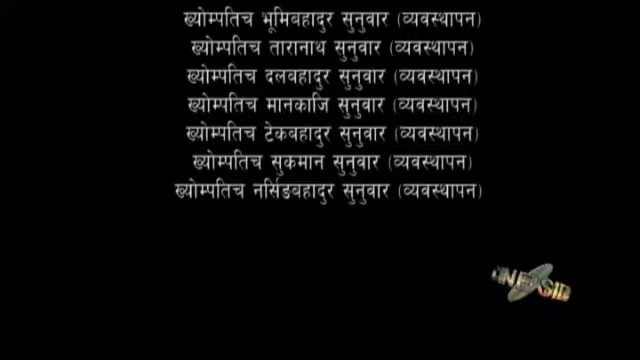 ख्योम्पतिच भूमिबहादुर सुनुवार (व्यवस्थापन)
ख्योम्पतिच तारानाथ सुनुवार (व्यवस्थापन)
ख्योम्पतिच दलबहादुर सुनुवार (व्यवस्थापन)
ख्योम्पतिच मानकाजि सुनुवार (व्यवस्थापन)
ख्योम्पतिच टेकबहादुर सुनुवार (व्यवस्थापन)
ख्योम्पतिच सुकमान सुनुवार (व्यवस्थापन)
ख्योम्पतिच नर्सिङबहादुर सुनुवार (व्यवस्थापन)